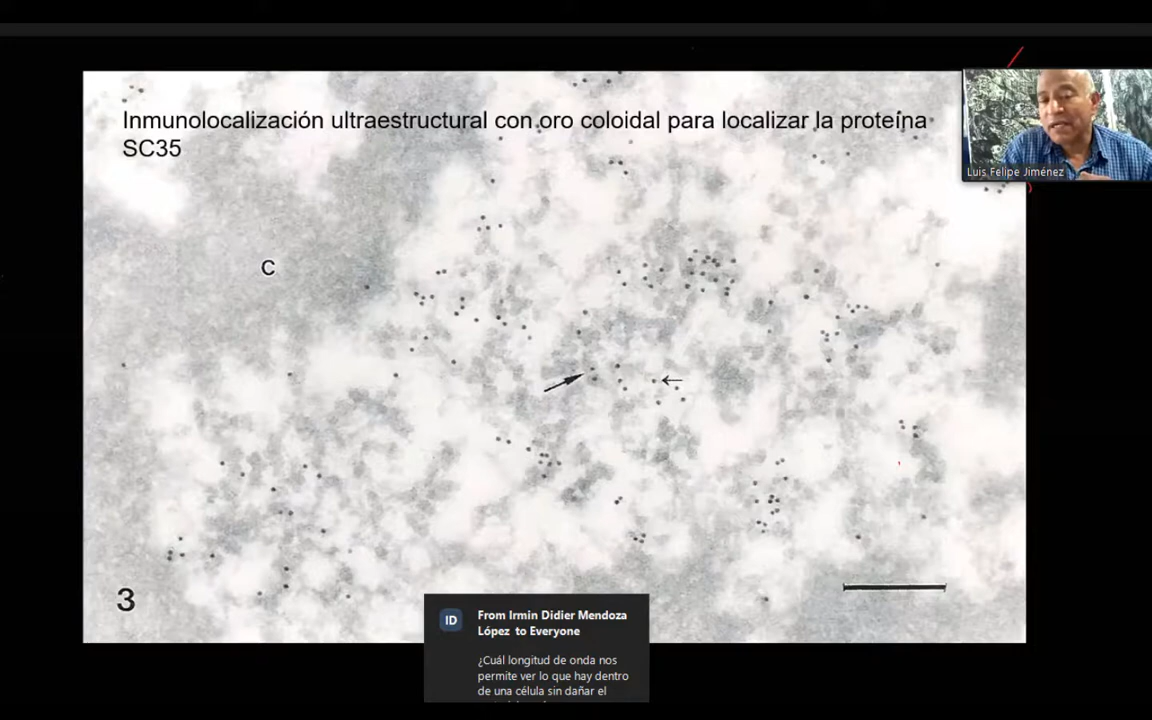 Inmunolocalización ultraestructural con oro coloidal para localizar la proteína
SC35
Luis Felipe Jiménez
C
3
ID
From Irmin Didier Mendoza
López to Everyone
¿Cuál longitud de onda nos
permite ver lo que hay dentro
de una célula sin dañar el